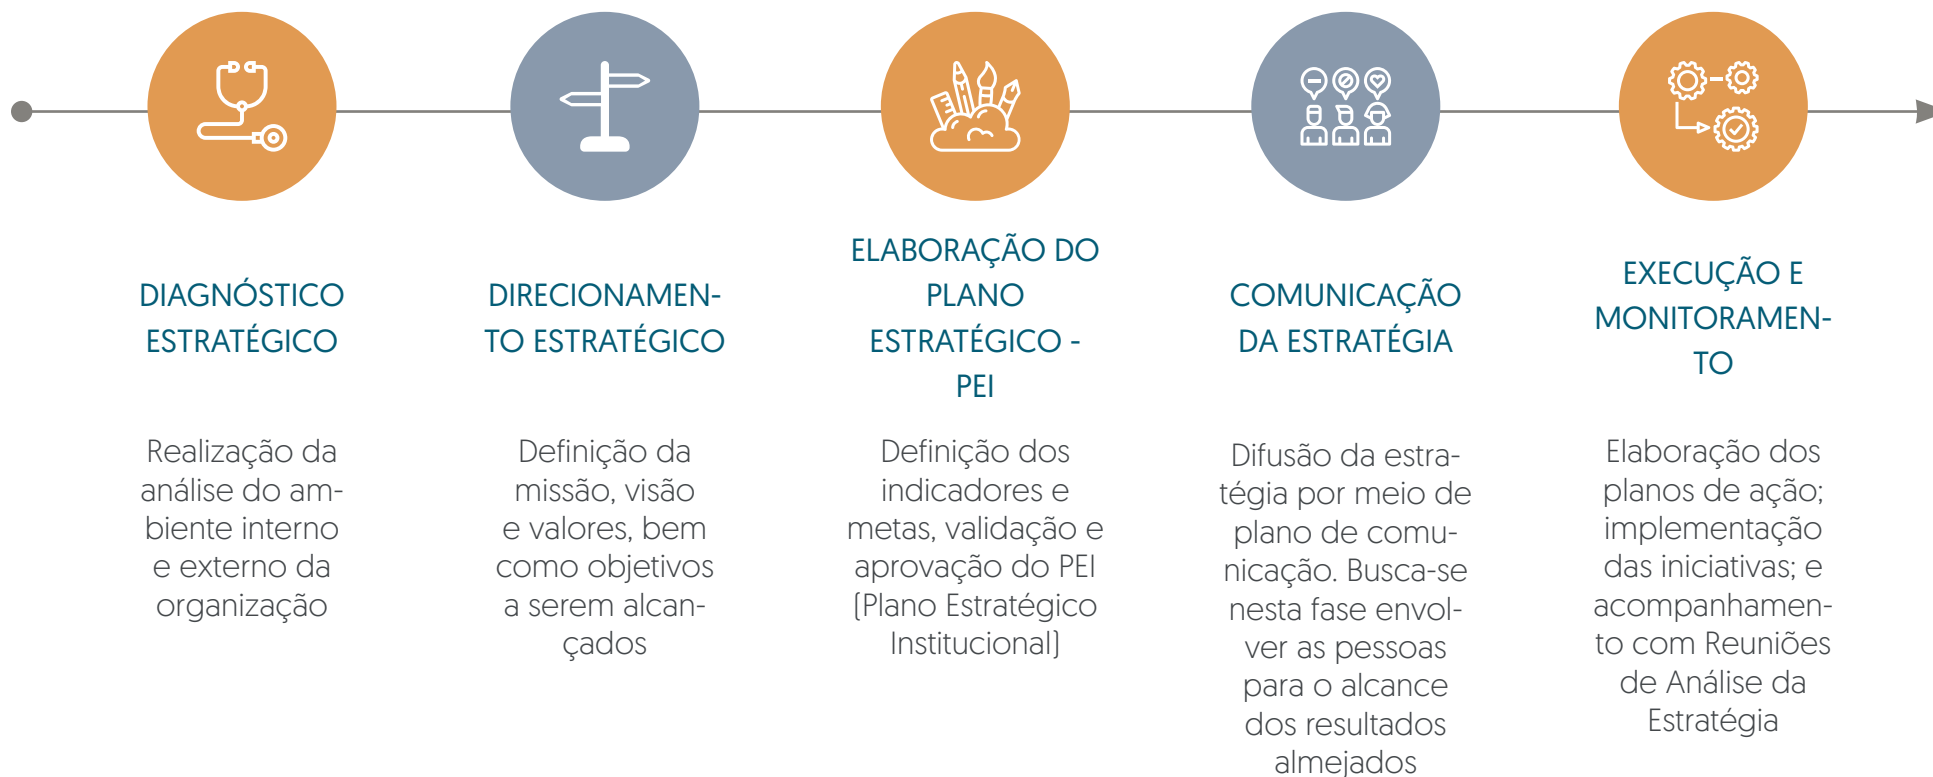 DIAGNÓSTICO
ESTRATÉGICO
Realização da
análise do am-
biente interno
e externo da
organização
DIRECIONAMEN-
TO ESTRATÉGICO
Definição da
missão, visão
e valores, bem
como objetivos
a serem alcan-
çados
ELABORAÇÃO DO
PLANO
ESTRATÉGICO -
PEI
Definição dos
indicadores e
metas, validação e
aprovação do PEI
(Plano Estratégico
Institucional)
COMUNICAÇÃO
DA ESTRATÉGIA
Difusão da estra-
tégia por meio de
plano de comu-
nicação. Busca-se
nesta fase envol-
ver as pessoas
para o alcance
dos resultados
almejados
EXECUÇÃO E
MONITORAMEN-
TO
Elaboração dos
planos de ação;
implementação
das iniciativas; e
acompanhamen-
to com Reuniões
de Análise da
Estratégia